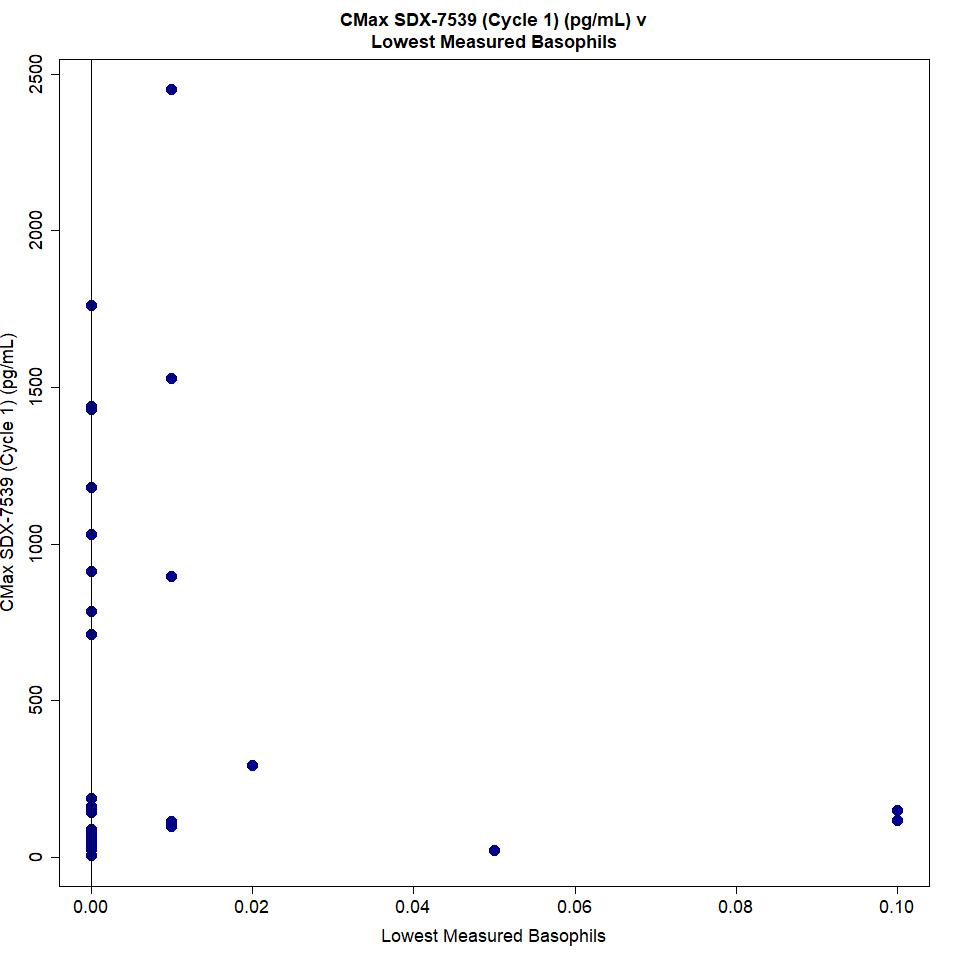 CMax SDX-7539 (Cycle 1) (pg/mL) v
Lowest Measured Basophils
2500
2000
1500
1000
500
0
CMax SDX-7539 (Cycle 1) (pg/mL)
0.00 0.02 0.04 0.06 0.08 0.10
Lowest Measured Basophils